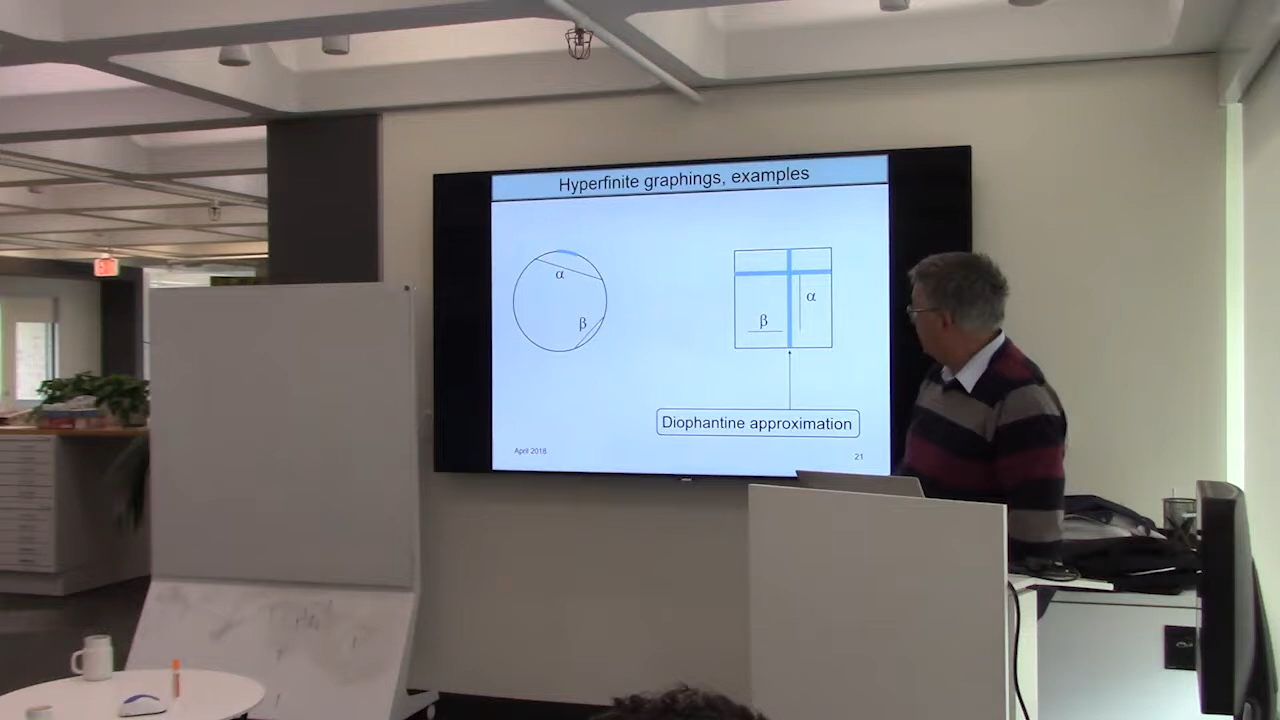 Hyperfinite graphings, examples
α
β
β
α
Diophantine approximation
April 2018
21